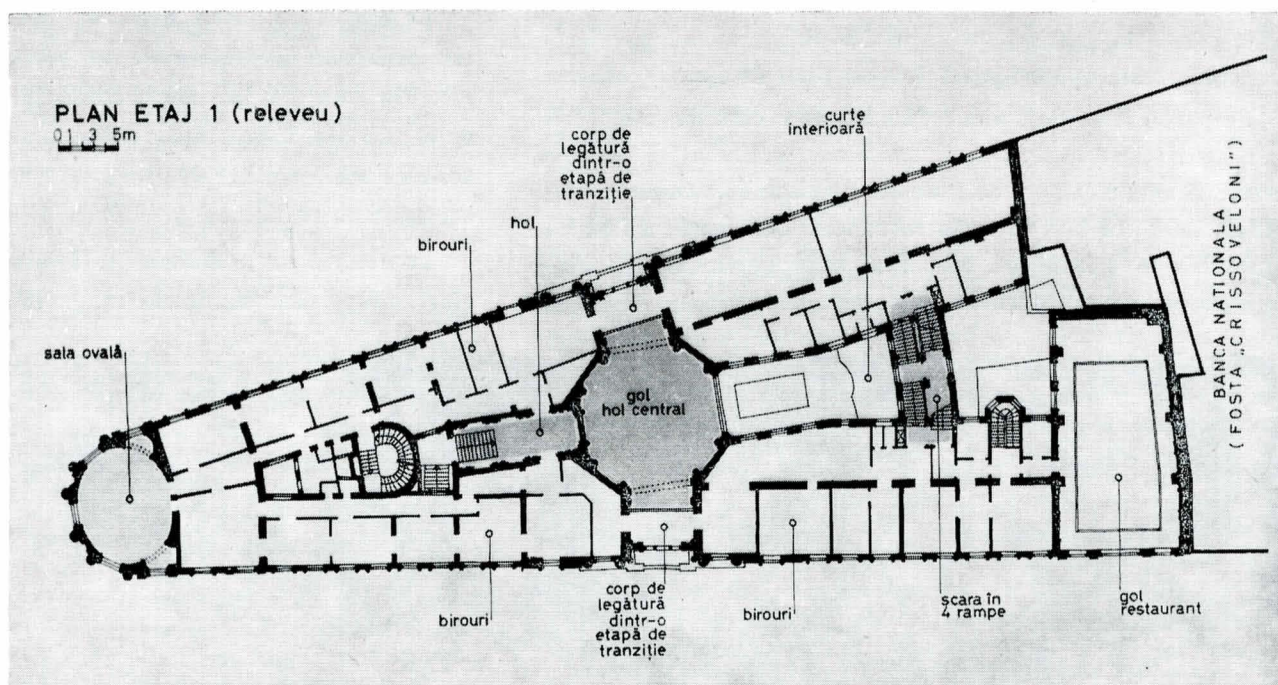 PLAN ETAJ 1 (releveu)
01 3 5m
corp de
legătură
dintr-o
etapă de
tranziție
curte
interioară
hol
birouri
sala ovală
gol
hol central
BANCA NATIONALA
(FOSTA „CRISSOVELONI”)
birouri
corp de
legătură
dintr-o
etapă de
tranziție
birouri
scara în
4 rampe
gol
restaurant